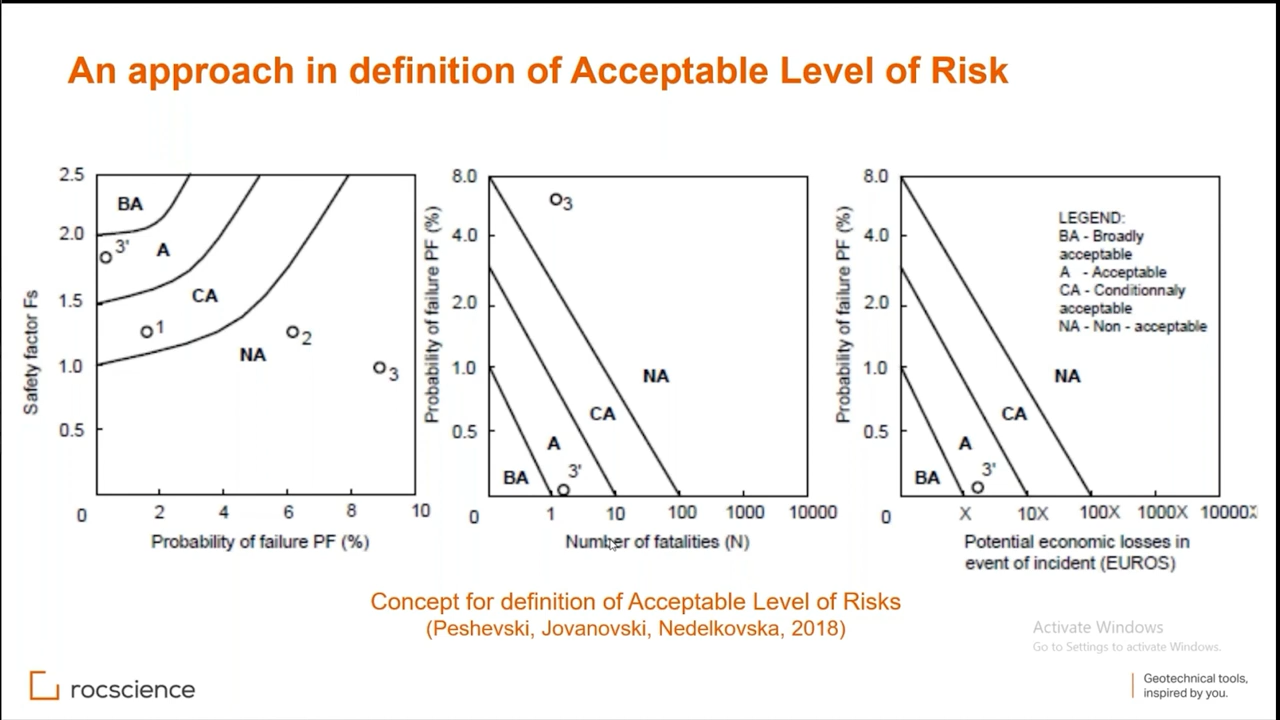 An approach in definition of Acceptable Level of Risk
2.5
2.0
1.5
1.0
0.5
0
2
4
6
8
10
Safety factor Fs
Probability of failure PF (%)
BA
A
CA
NA
3'
1
2
3
8.0
4.0
2.0
1.0
0.5
0
1
10
100
1000
10000
Probability of failure PF (%)
Number of fatalities (N)
3
NA
CA
A
BA
3'
8.0
4.0
2.0
1.0
0.5
0
X
10X
100X
1000X
10000X
Probability of failure PF (%)
Potential economic losses in
event of incident (EUROS)
LEGEND:
BA - Broadly
acceptable
A - Acceptable
CA - Conditionnaly
acceptable
NA - Non - acceptable
NA
CA
A
BA
3'
Concept for definition of Acceptable Level of Risks
(Peshevski, Jovanovski, Nedelkovska, 2018)
Activate Windows
Go to Settings to activate Windows.
rocscience
Geotechnical tools,
inspired by you.